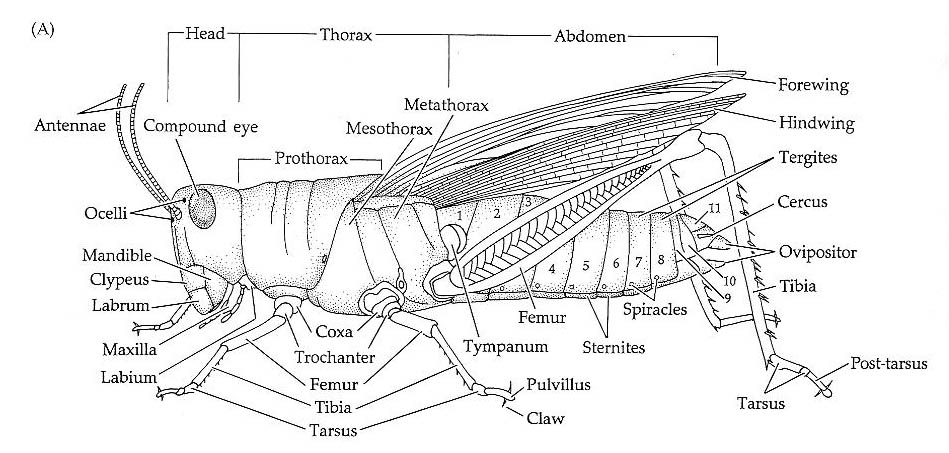 (A)
Head
Thorax
Abdomen
Antennae
Compound eye
Metathorax
Mesothorax
Forewing
Hindwing
Prothorax
Tergites
Ocelli
Cercus
Mandible
Clypeus
Labrum
Ovipositor
Tibia
1
2
3
4
5
6
7
8
9
10
11
Maxilla
Labium
Coxa
Trochanter
Femur
Tibia
Tarsus
Tympanum
Femur
Sternites
Spiracles
Pulvillus
Claw
Tarsus
Post-tarsus